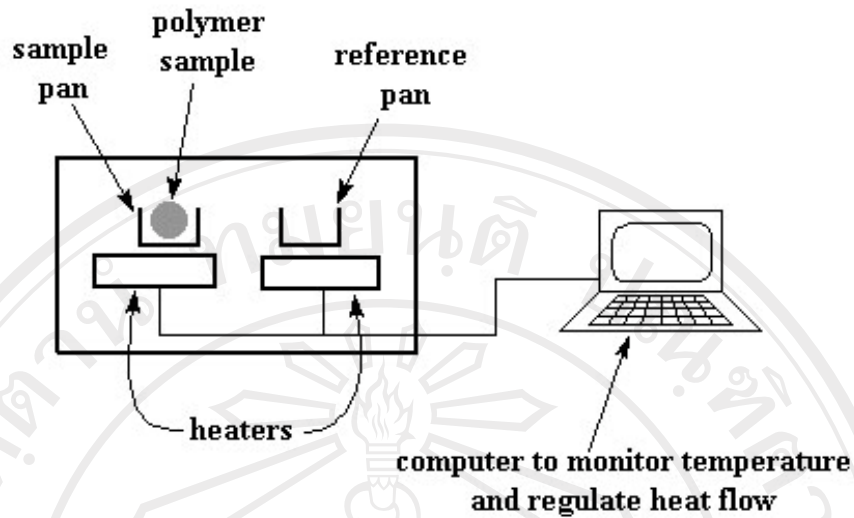 polymer
sample
sample
pan
reference
pan
heaters
computer to monitor temperature
and regulate heat flow